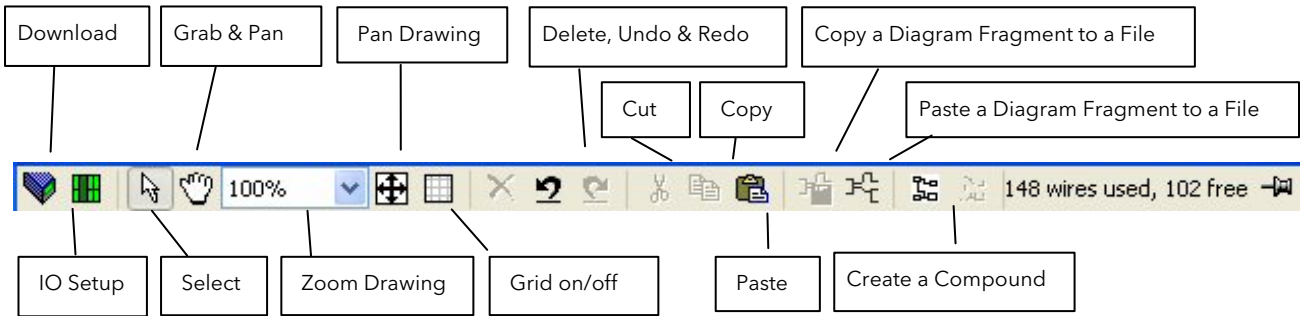 Download
Grab & Pan
Pan Drawing
Delete, Undo & Redo
Copy a Diagram Fragment to a File
Cut
Copy
Paste a Diagram Fragment to a File
100%
148 wires used, 102 free
IO Setup
Select
Zoom Drawing
Grid on/off
Paste
Create a Compound